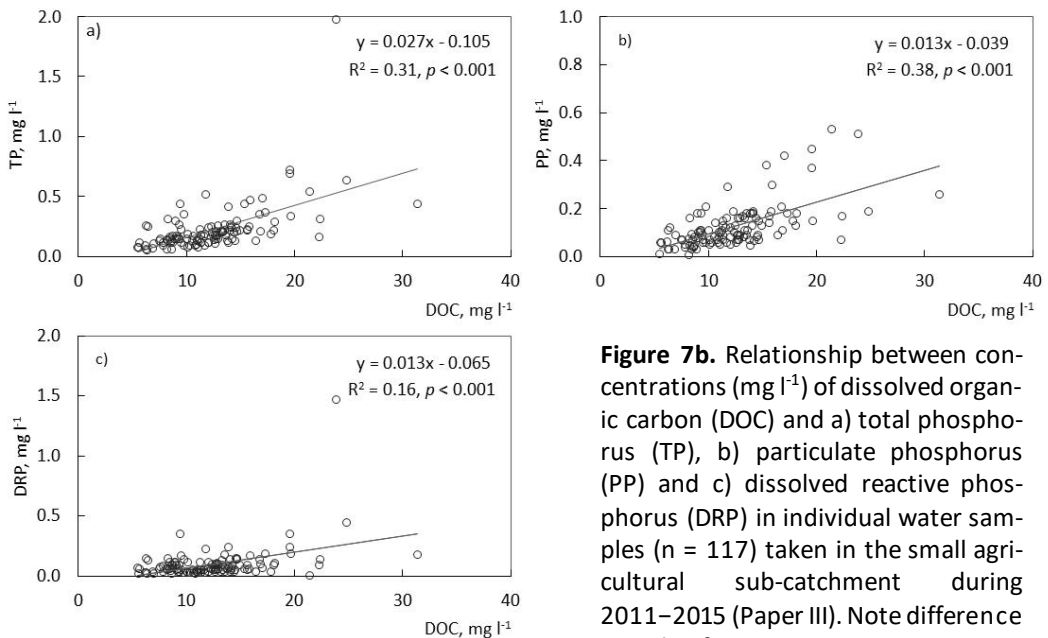 2.0
a)
y = 0.027x - 0.105
R² = 0.31, p < 0.001
1.5
1.0
0.5
0.0
TP, mg l⁻¹
0 10 20 30 40
DOC, mg l⁻¹
1.0
b)
y = 0.013x - 0.039
R² = 0.38, p < 0.001
0.8
0.6
0.4
0.2
0.0
PP, mg l⁻¹
0 10 20 30 40
DOC, mg l⁻¹
2.0
c)
y = 0.013x - 0.065
R² = 0.16, p < 0.001
1.5
1.0
0.5
0.0
DRP, mg l⁻¹
0 10 20 30 40
DOC, mg l⁻¹
Figure 7b. Relationship between con-
centrations (mg l⁻¹) of dissolved organ-
ic carbon (DOC) and a) total phospho-
rus (TP), b) particulate phosphorus
(PP) and c) dissolved reactive phos-
phorus (DRP) in individual water sam-
ples (n = 117) taken in the small agri-
cultural sub-catchment during
2011−2015 (Paper III). Note difference